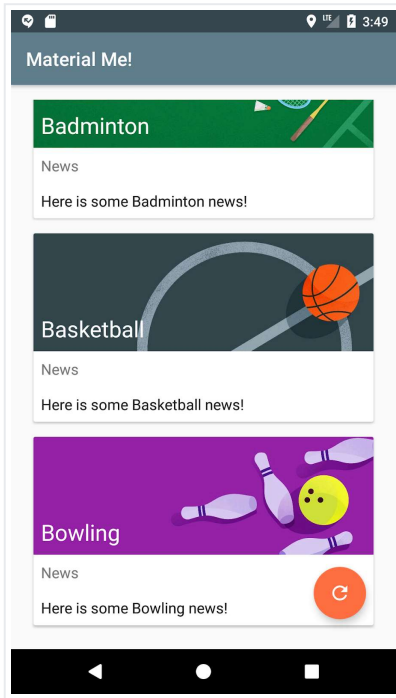 LTE 3:49
Material Me!
Badminton
News
Here is some Badminton news!
Basketball
News
Here is some Basketball news!
Bowling
News
Here is some Bowling news!